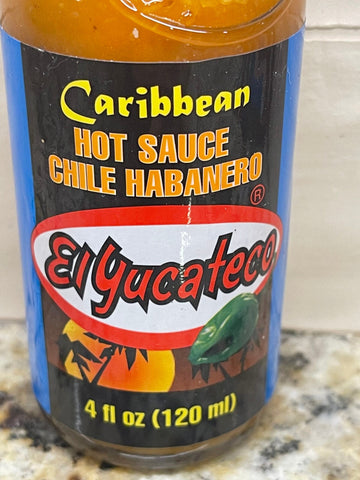 Caribbean
HOT SAUCE
CHILE HABANERO
®
El Yucateco
4 fl oz (120 ml)